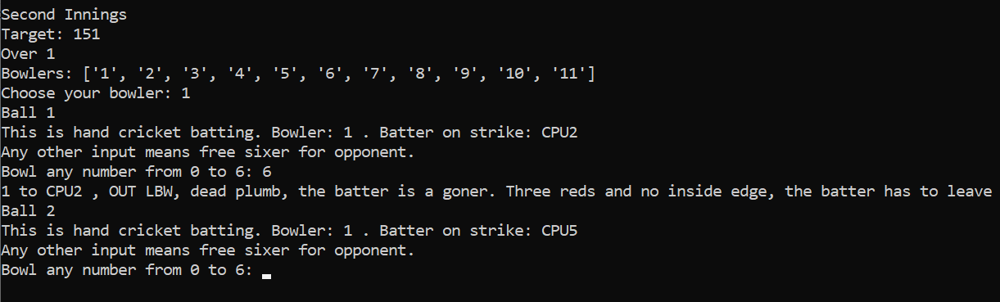 Second Innings
Target: 151
Over 1
Bowlers: ['1', '2', '3', '4', '5', '6', '7', '8', '9', '10', '11']
Choose your bowler: 1
Ball 1
This is hand cricket batting. Bowler: 1 . Batter on strike: CPU2
Any other input means free sixer for opponent.
Bowl any number from 0 to 6: 6
1 to CPU2 , OUT LBW, dead plumb, the batter is a goner. Three reds and no inside edge, the batter has to leave
Ball 2
This is hand cricket batting. Bowler: 1 . Batter on strike: CPU5
Any other input means free sixer for opponent.
Bowl any number from 0 to 6: